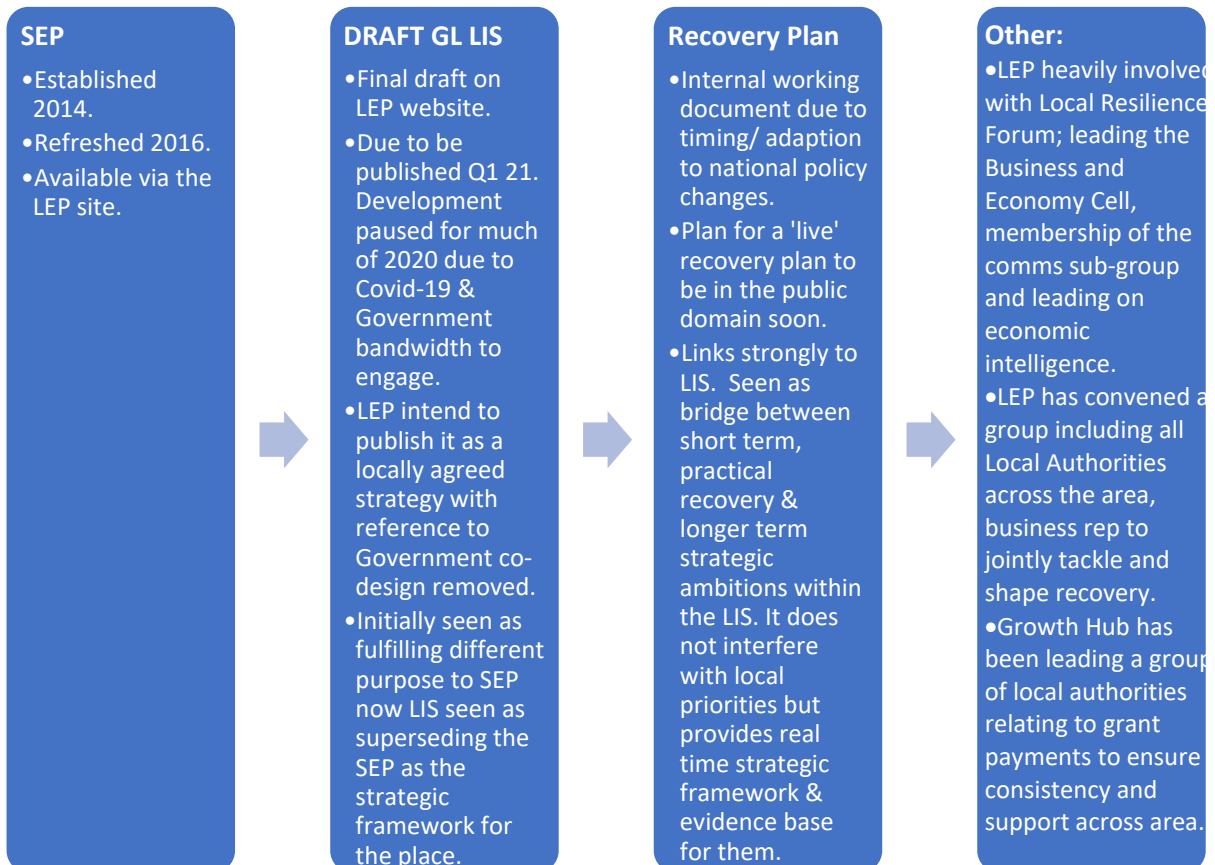 SEP
•Established
2014.
•Refreshed 2016.
•Available via the
LEP site.
DRAFT GL LIS
•Final draft on
LEP website.
•Due to be
published Q1 21.
Development
paused for much
of 2020 due to
Covid-19 &
Government
bandwidth to
engage.
•LEP intend to
publish it as a
locally agreed
strategy with
reference to
Government co-
design removed.
•Initially seen as
fulfilling different
purpose to SEP
now LIS seen as
superseding the
SEP as the
strategic
framework for
the place.
Recovery Plan
•Internal working
document due to
timing/ adaption
to national policy
changes.
•Plan for a 'live'
recovery plan to
be in the public
domain soon.
•Links strongly to
LIS.  Seen as
bridge between
short term,
practical
recovery &
longer term
strategic
ambitions within
the LIS. It does
not interfere
with local
priorities but
provides real
time strategic
framework &
evidence base
for them.
Other:
•LEP heavily involved
with Local Resilience
Forum; leading the
Business and
Economy Cell,
membership of the
comms sub-group
and leading on
economic
intelligence.
•LEP has convened a
group including all
Local Authorities
across the area,
business rep to
jointly tackle and
shape recovery.
•Growth Hub has
been leading a group
of local authorities
relating to grant
payments to ensure
consistency and
support across area.